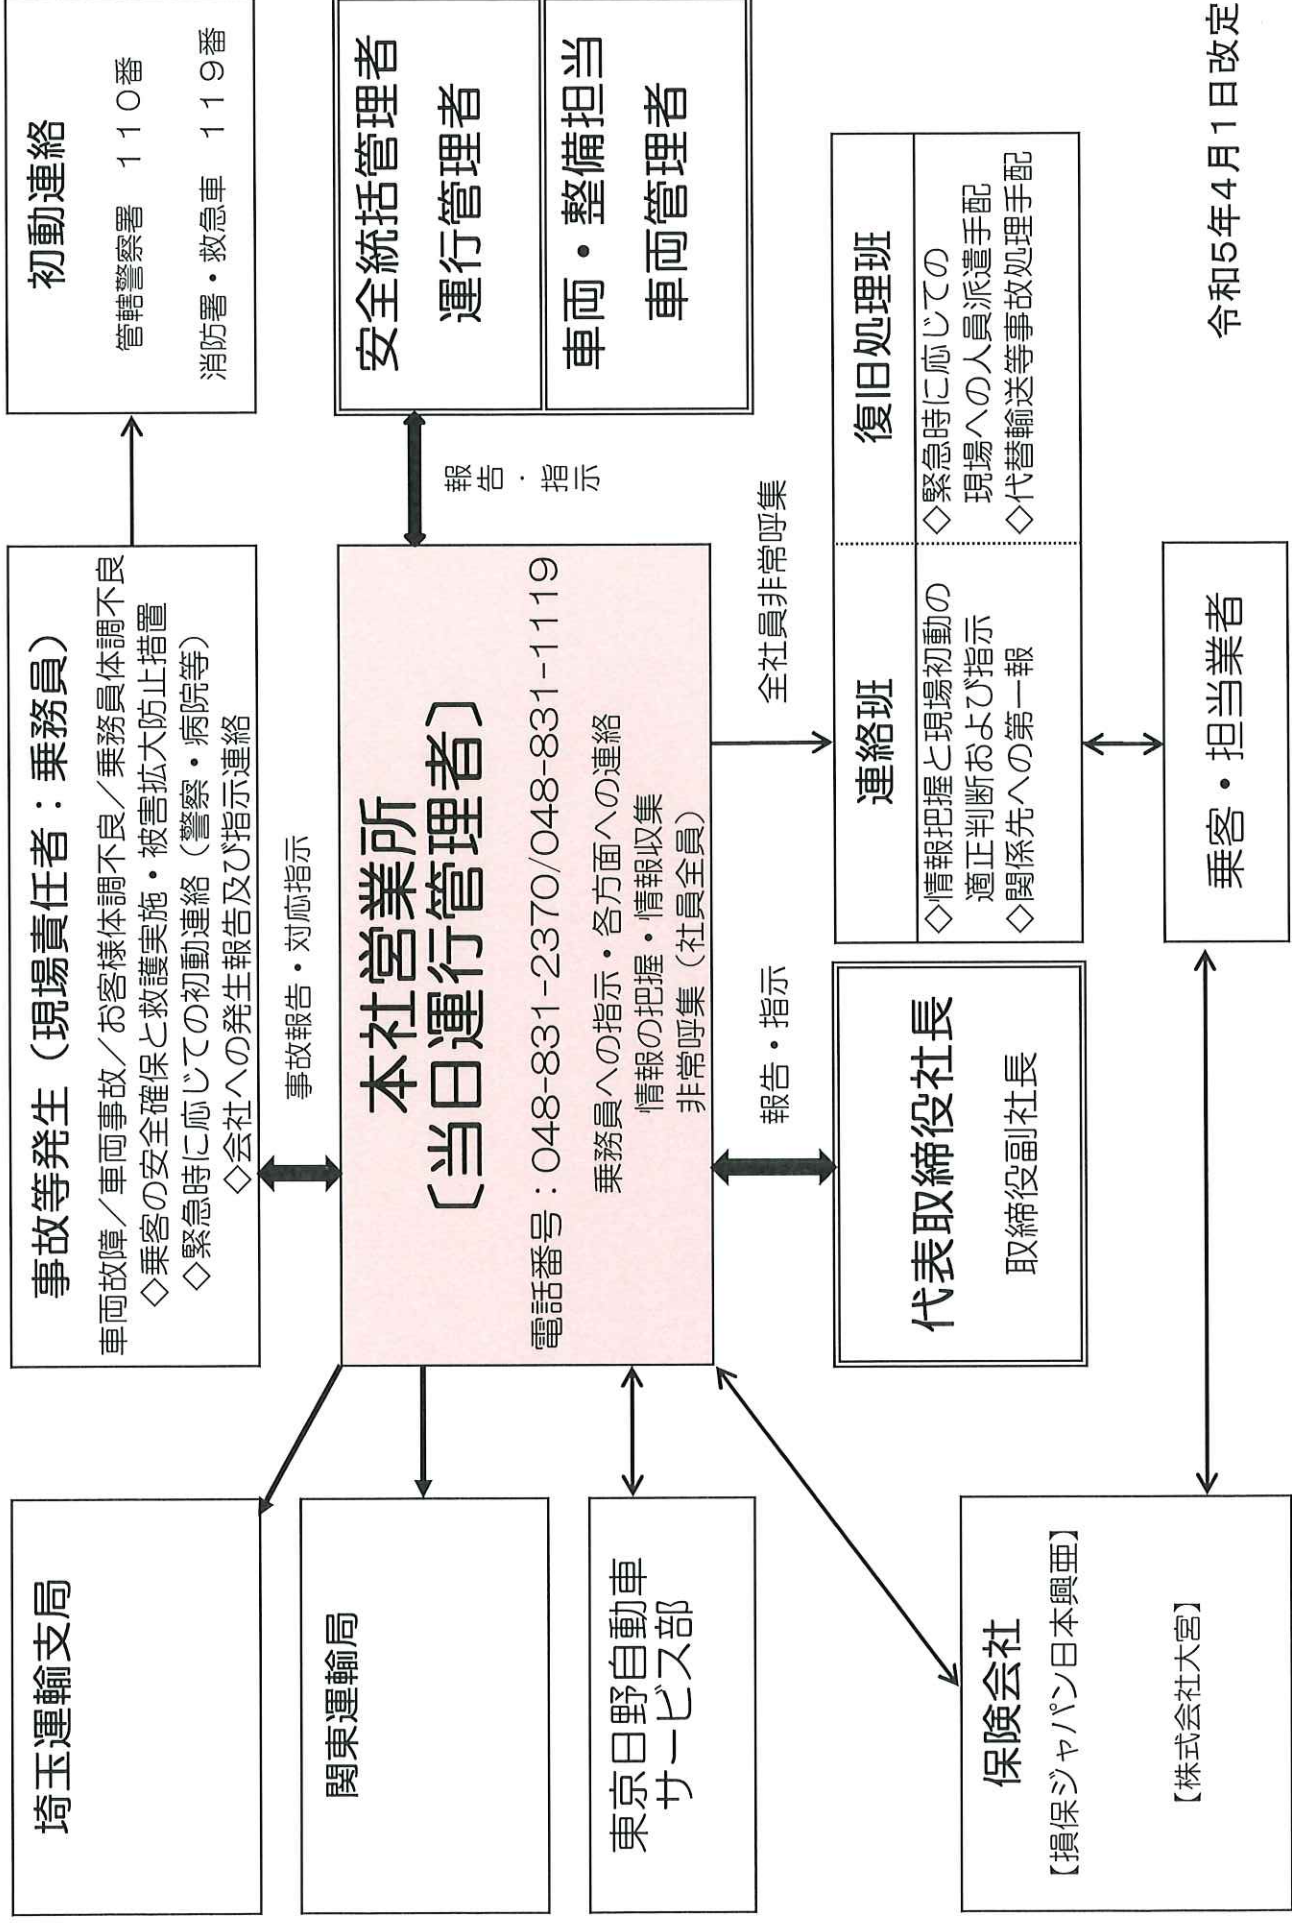 埼玉運輸支局
関東運輸局
東京日野自動車
サービス部
保険会社
【損保ジャパン日本興亜】
【株式会社大宮】
事故等発生（現場責任者：乗務員）
車両故障/車両事故/お客様体調不良/乗務員体調不良
◇乗客の安全確保と救護実施・被害拡大防止措置
◇緊急時に応じての初動連絡（警察・病院等）
◇会社への発生報告及び指示連絡
事故報告・対応指示
本社営業所
〔当日運行管理者〕
電話番号：048-831-2370/048-831-1119
乗務員への指示・各方面への連絡
情報の把握・情報収集
非常呼集（社員全員）
報告・指示
代表取締役社長
取締役副社長
初動連絡
管轄警察署　１１０番
消防署・救急車　１１９番
報告・指示
安全統括管理者
運行管理者
車両・整備担当
車両管理者
全社員非常呼集
連絡班
◇情報把握と現場初動の
適正判断および指示
◇関係先への第一報
復旧処理班
◇緊急時に応じての
現場への人員派遣手配
◇代替輸送等事故処理手配
乗客・担当業者
令和5年4月1日改定